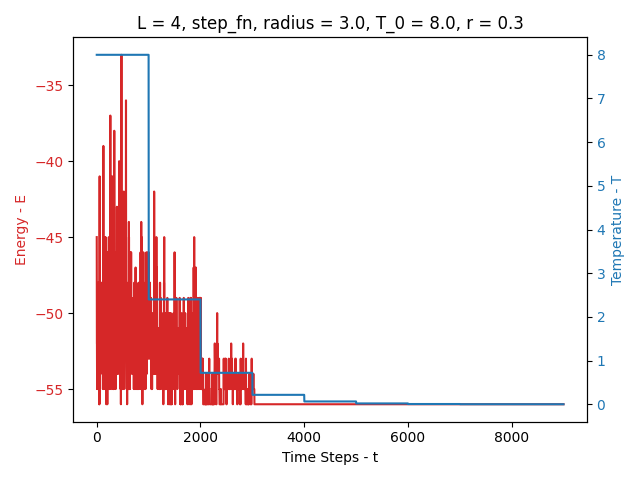 L = 4, step_fn, radius = 3.0, T_0 = 8.0, r = 0.3
Energy - E
−35
−40
−45
−50
−55
8
7
6
5
4
3
2
1
0
Temperature - T
0 2000 4000 6000 8000
Time Steps - t